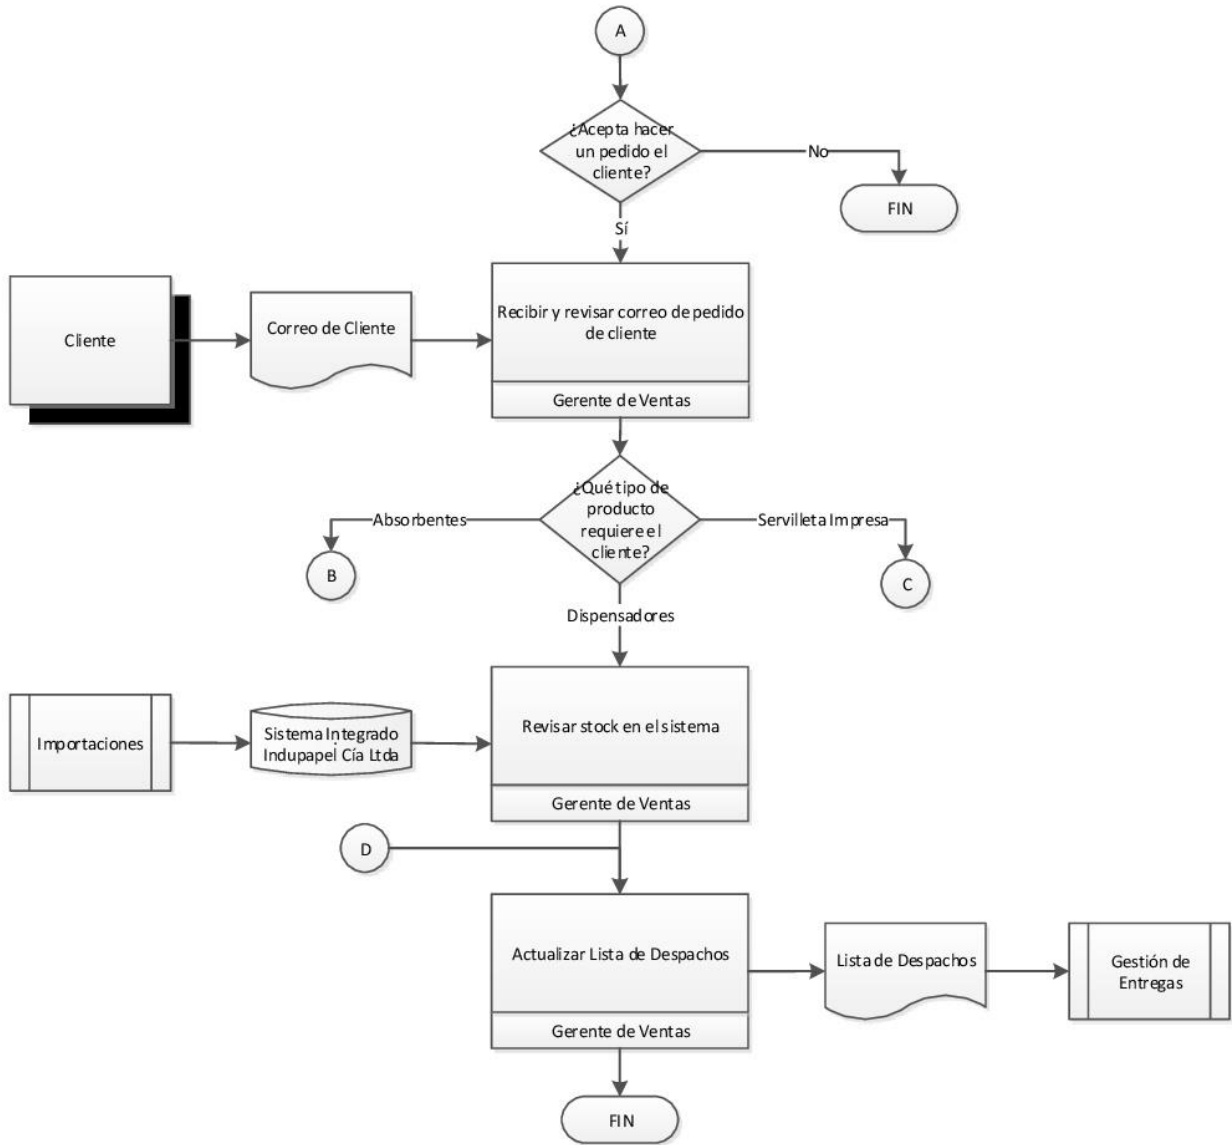 A
¿Acepta hacer
un pedido el
cliente?
No
FIN
Sí
Cliente
Correo de Cliente
Recibir y revisar correo de pedido
de cliente
Gerente de Ventas
¿Qué tipo de
producto
requiere el
cliente?
Absorbentes
Servilleta Impresa
B
C
Dispensadores
Importaciones
Sistema Integrado
Indupapel Cía Ltda
Revisar stock en el sistema
Gerente de Ventas
D
Actualizar Lista de Despachos
Gerente de Ventas
Lista de Despachos
Gestión de
Entregas
FIN